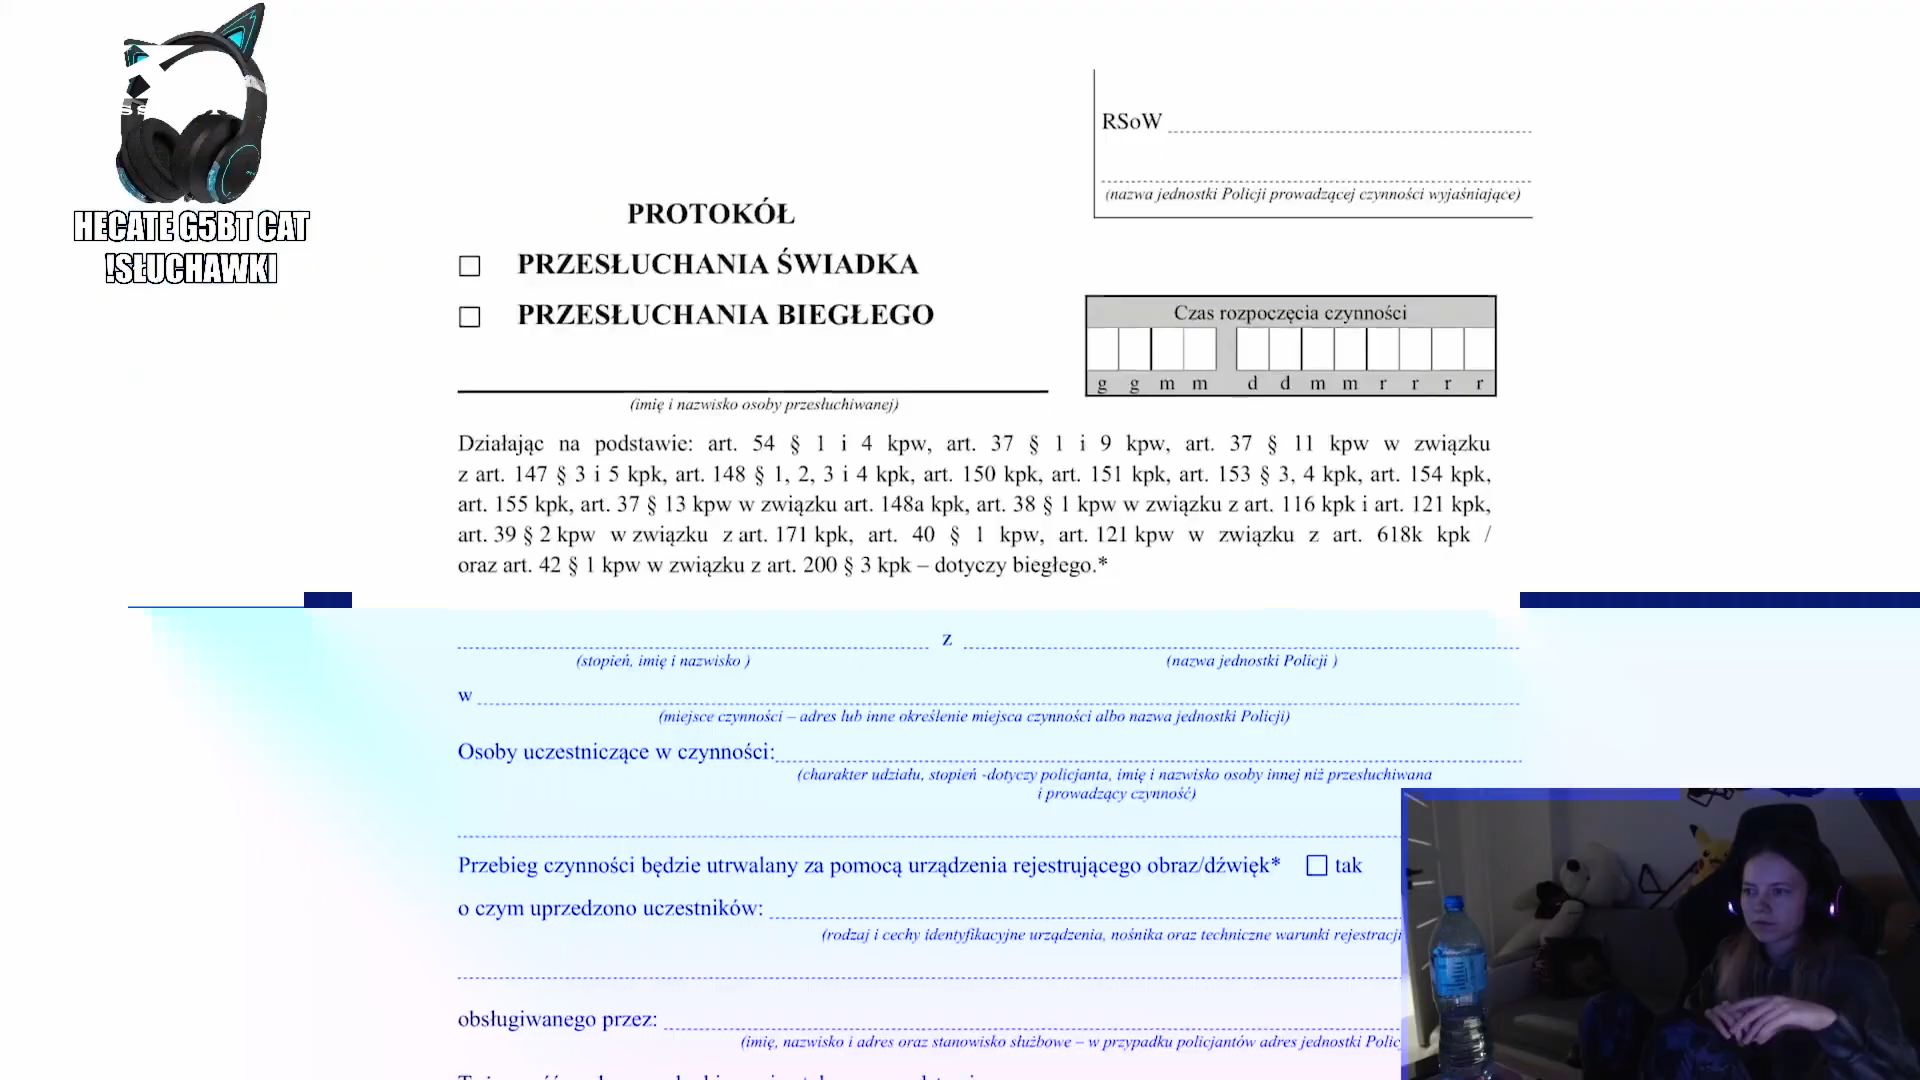 HECATE G5BT CAT
!SŁUCHAWKI
RSoW
(nazwa jednostki Policji prowadzącej czynności wyjaśniające)
PROTOKÓŁ
☐ PRZESŁUCHANIA ŚWIADKA
☐ PRZESŁUCHANIA BIEGŁEGO
Czas rozpoczęcia czynności
g g m m d d m m r r r r
(imię i nazwisko osoby przesłuchiwanej)
Działając na podstawie: art. 54 § 1 i 4 kpw, art. 37 § 1 i 9 kpw, art. 37 § 11 kpw w związku
z art. 147 § 3 i 5 kpk, art. 148 § 1, 2, 3 i 4 kpk, art. 150 kpk, art. 151 kpk, art. 153 § 3, 4 kpk, art. 154 kpk,
art. 155 kpk, art. 37 § 13 kpw w związku art. 148a kpk, art. 38 § 1 kpw w związku z art. 116 kpk i art. 121 kpk,
art. 39 § 2 kpw w związku z art. 171 kpk, art. 40 § 1 kpw, art. 121 kpw w związku z art. 618k kpk /
oraz art. 42 § 1 kpw w związku z art. 200 § 3 kpk – dotyczy biegłego.*
z
(stopień, imię i nazwisko ) (nazwa jednostki Policji )
w
(miejsce czynności – adres lub inne określenie miejsca czynności albo nazwa jednostki Policji)
Osoby uczestniczące w czynności:
(charakter udziału, stopień -dotyczy policjanta, imię i nazwisko osoby innej niż przesłuchiwana
i prowadzący czynność)
Przebieg czynności będzie utrwalany za pomocą urządzenia rejestrującego obraz/dźwięk* ☐ tak
o czym uprzedzono uczestników:
(rodzaj i cechy identyfikacyjne urządzenia, nośnika oraz techniczne warunki rejestracji
obsługiwanego przez:
(imię, nazwisko i adres oraz stanowisko służbowe – w przypadku policjantów adres jednostki Polic